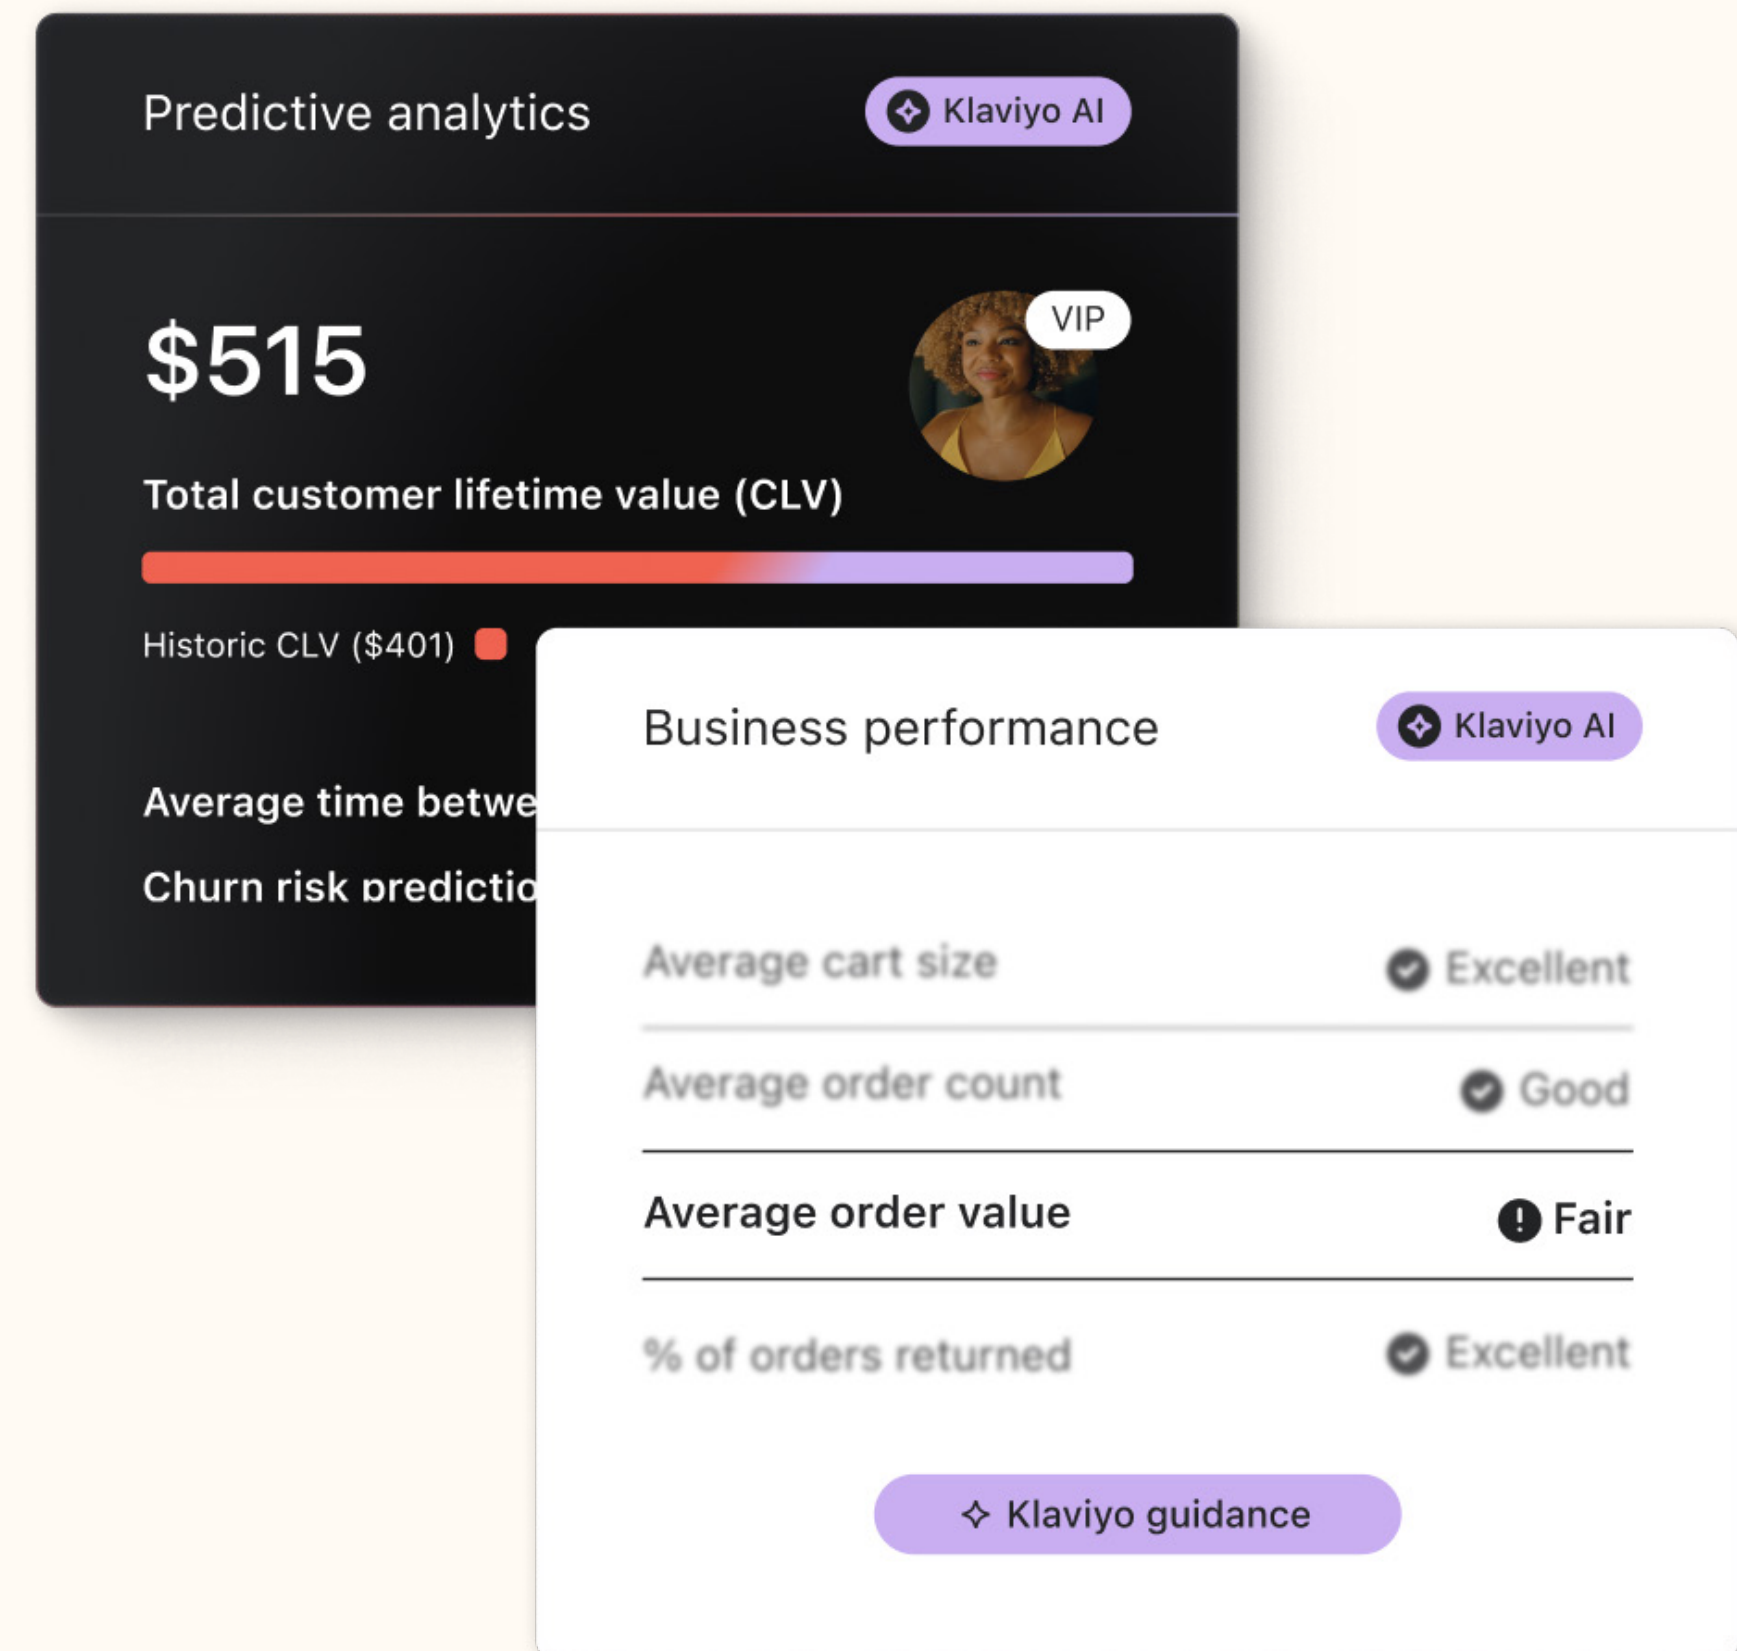 Predictive analytics
Klaviyo AI
VIP
$515
Total customer lifetime value (CLV)
Historic CLV ($401)
Average time betwe
Churn risk predictio
Business performance
Klaviyo AI
Average cart size
Excellent
Average order count
Good
Average order value
Fair
% of orders returned
Excellent
Klaviyo guidance